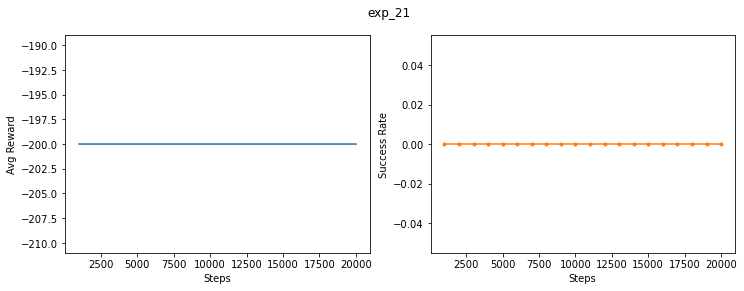 exp_21
Avg Reward
−190.0
−192.5
−195.0
−197.5
−200.0
−202.5
−205.0
−207.5
−210.0
2500 5000 7500 10000 12500 15000 17500 20000
Steps
Success Rate
0.04
0.02
0.00
−0.02
−0.04
2500 5000 7500 10000 12500 15000 17500 20000
Steps